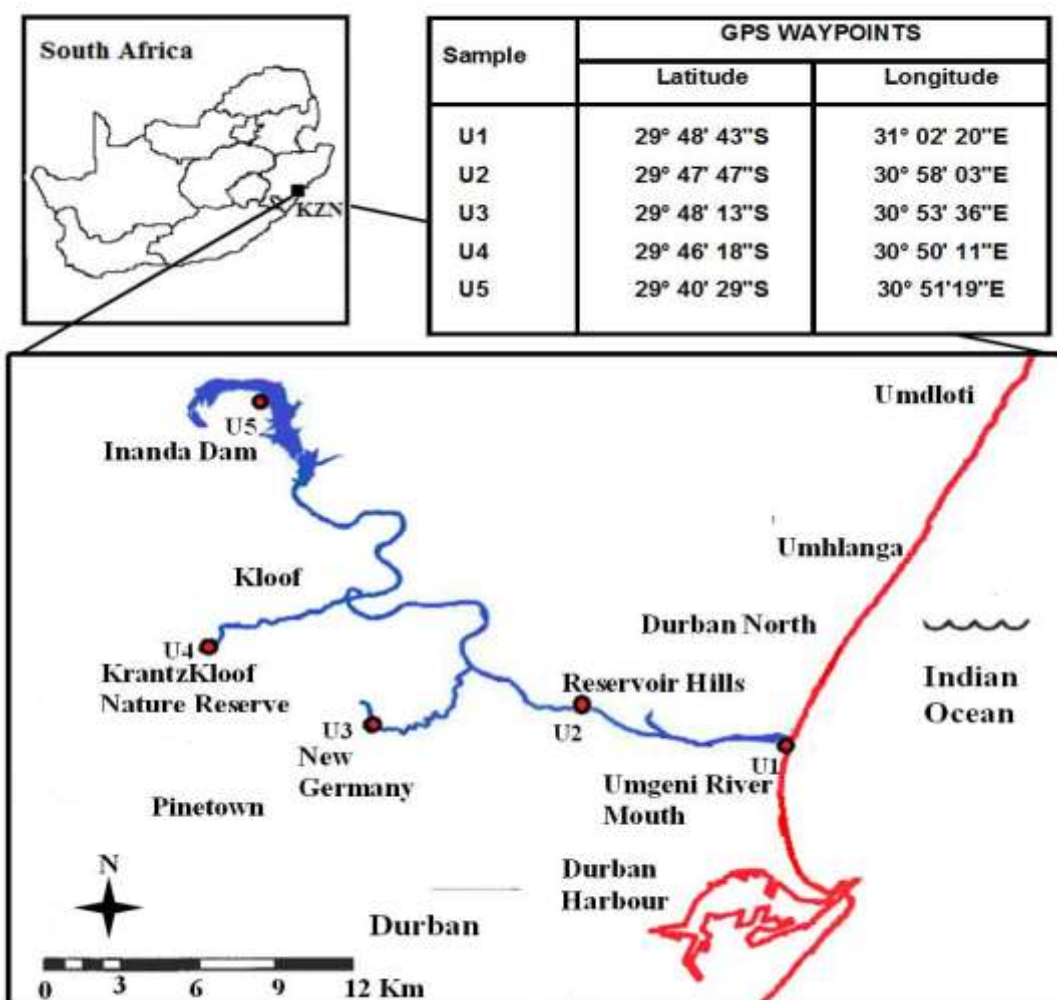 South Africa
KZN
Sample
GPS WAYPOINTS
Latitude
Longitude
U1 29° 48' 43"S 31° 02' 20"E
U2 29° 47' 47"S 30° 58' 03"E
U3 29° 48' 13"S 30° 53' 36"E
U4 29° 46' 18"S 30° 50' 11"E
U5 29° 40' 29"S 30° 51'19"E
Umdloti
U5
Inanda Dam
Umhlanga
Kloof
Durban North
U4
KrantzKloof
Nature Reserve
Reservoir Hills
Indian
Ocean
U3
New
Germany
U2
U1
Umgeni River
Mouth
Pinetown
N
Durban
Harbour
Durban
0 3 6 9 12 Km